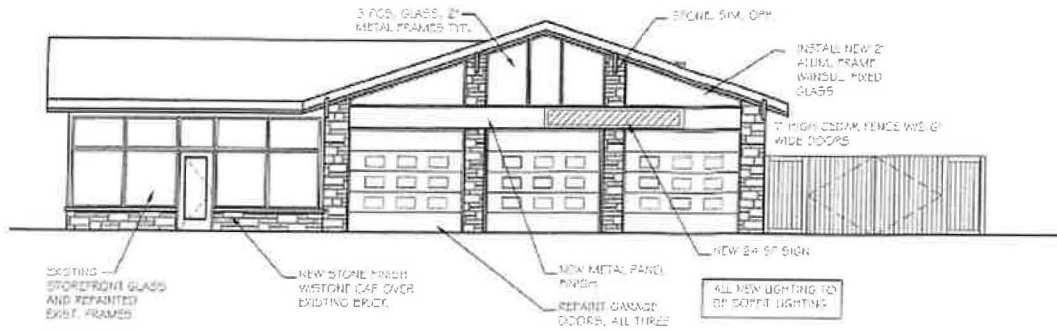 3 PCS. GLASS, 2"
METAL FRAMES TYP.
STONE, SIM. OPP.
INSTALL NEW 2"
ALUM. FRAME
W/INSUL. FIXED
GLASS
7' HIGH CEDAR FENCE W/2 6'
WIDE DOORS
EXISTING
STOREFRONT GLASS
AND REPAINTED
EXIST. FRAMES
NEW STONE FINISH
W/STONE CAP OVER
EXISTING BRICK
NEW METAL PANEL
FINISH
REPAINT GARAGE
DOORS, ALL THREE
NEW 24 SF SIGN
ALL NEW LIGHTING TO
BE SOFFIT LIGHTING